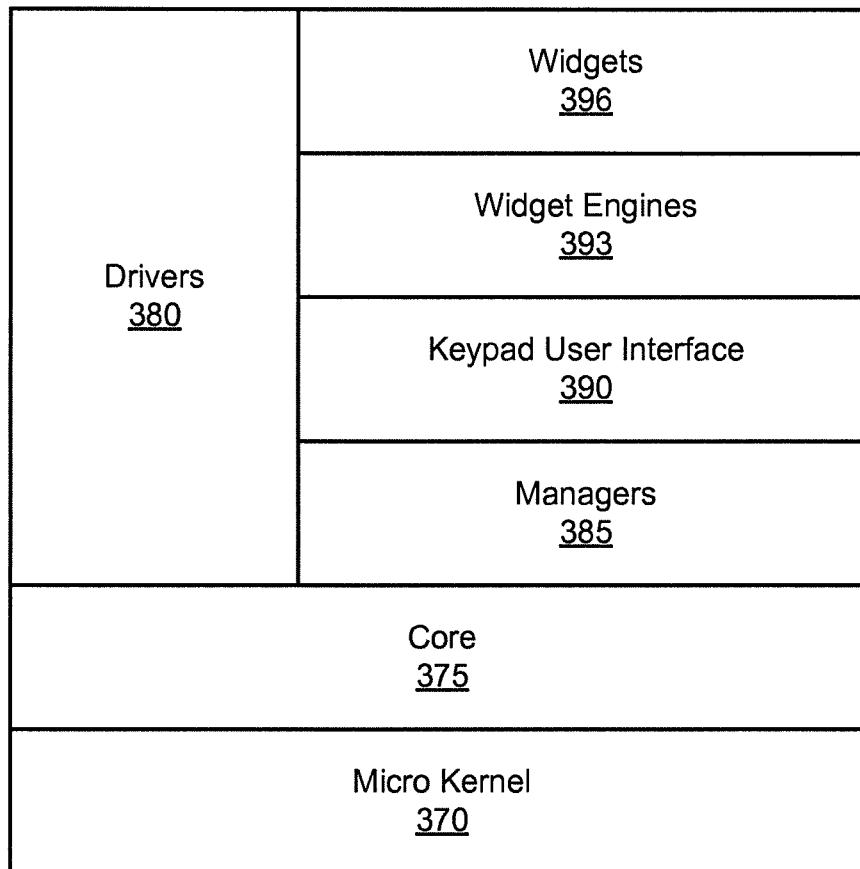 Widgets
396
Widget Engines
393
Drivers
380
Keypad User Interface
390
Managers
385
Core
375
Micro Kernel
370